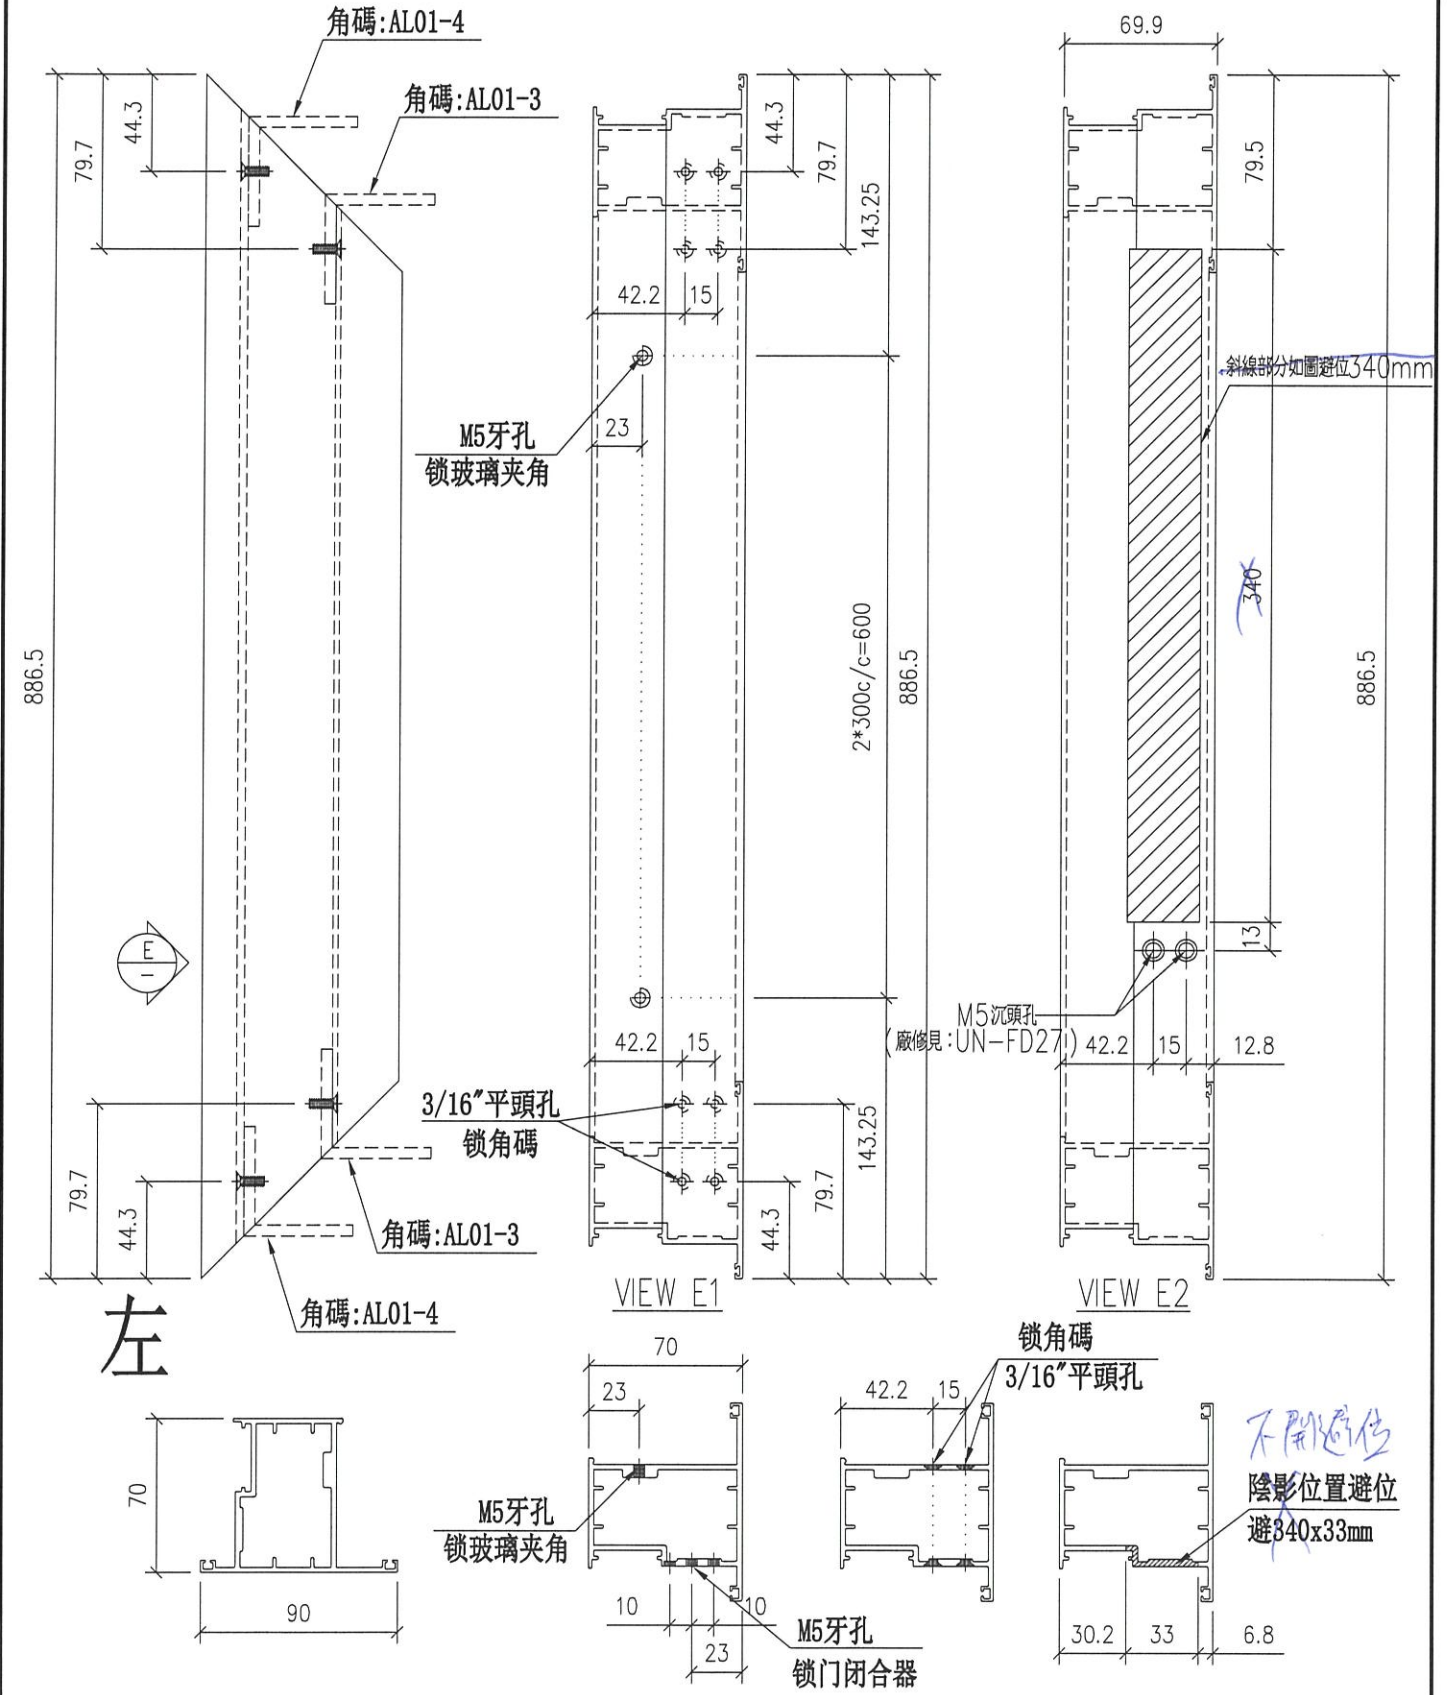 角碼:AL01-4
角碼:AL01-3
44.3
79.7
886.5
44.3
79.7
143.25
42.2
15
M5牙孔
锁玻璃夹角
23
2*300c/c=600
886.5
69.9
79.5
斜線部分如圖避位340mm
340
886.5
13
M5沉頭孔
(廠修見:UN-FD27)
42.2
15
12.8
E
-
42.2
15
3/16"平頭孔
锁角碼
143.25
79.7
44.3
79.7
44.3
角碼:AL01-3
角碼:AL01-4
左
VIEW E1
VIEW E2
70
90
70
23
M5牙孔
锁玻璃夹角
10
10
23
M5牙孔
锁门闭合器
锁角碼
3/16"平頭孔
42.2
15
不開避位
陰影位置避位
避340x33mm
30.2
33
6.8